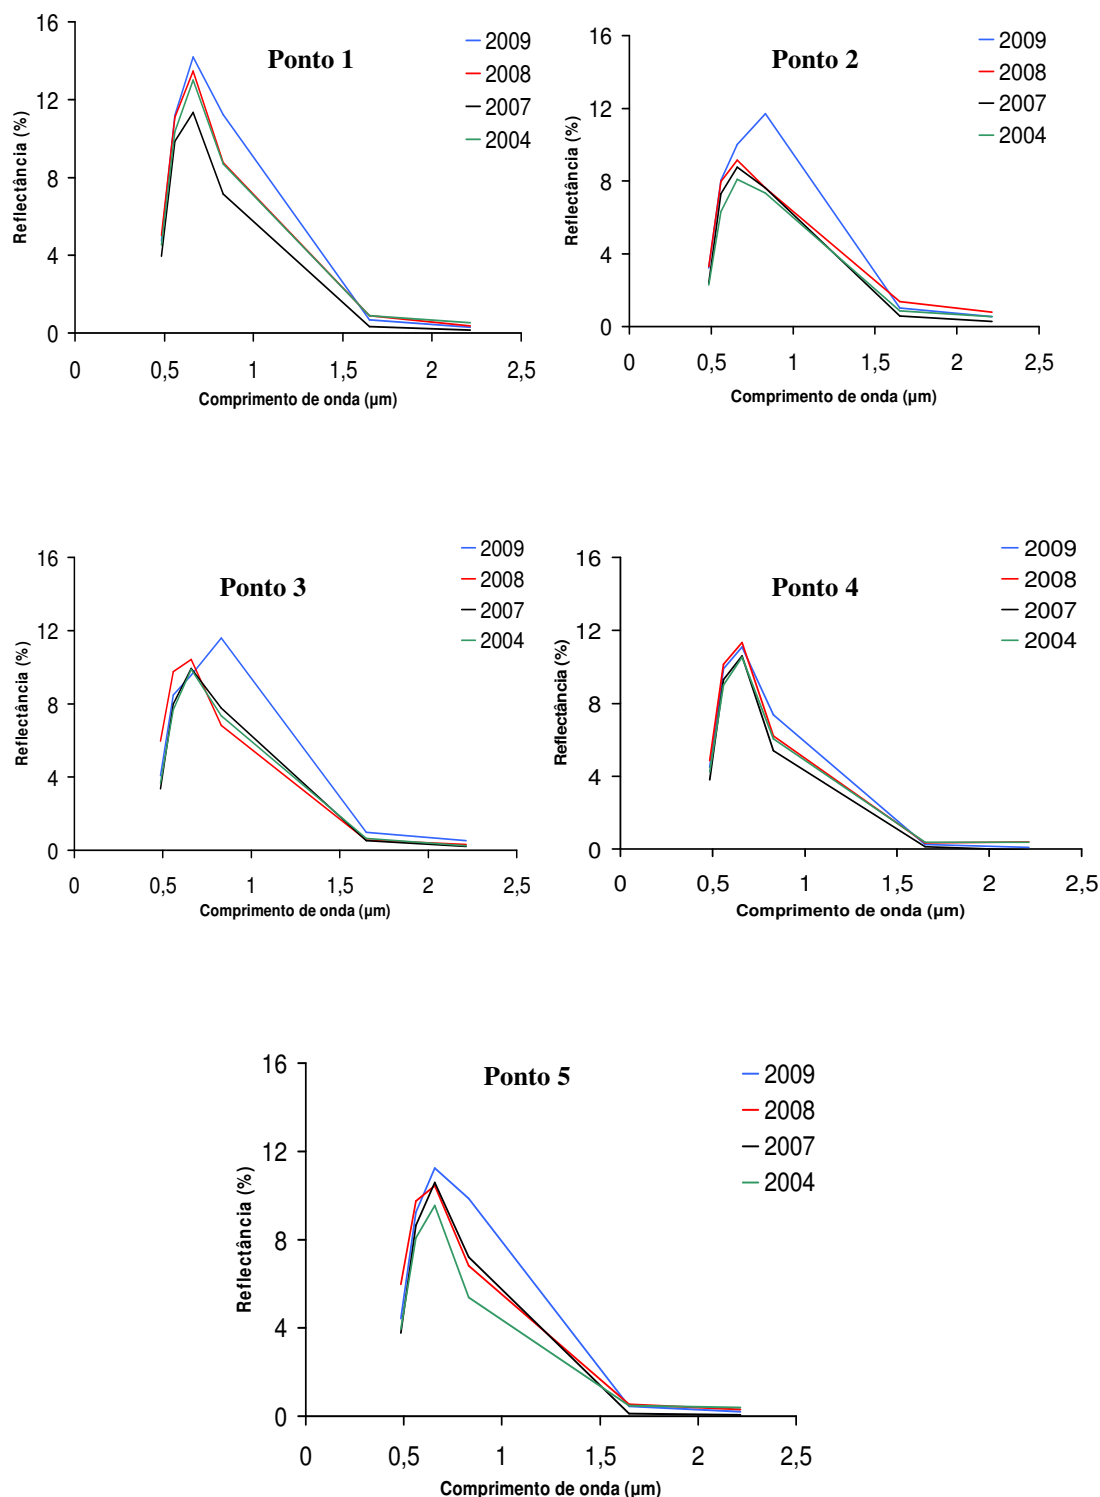 Ponto 1
Reflectância (%)
16
12
8
4
0
0 0,5 1 1,5 2 2,5
Comprimento de onda (µm)
2009
2008
2007
2004
Ponto 2
Reflectância (%)
16
12
8
4
0
0 0,5 1 1,5 2 2,5
Comprimento de onda (µm)
2009
2008
2007
2004
Ponto 3
Reflectância (%)
16
12
8
4
0
0 0,5 1 1,5 2 2,5
Comprimento de onda (µm)
2009
2008
2007
2004
Ponto 4
Reflectância (%)
16
12
8
4
0
0 0,5 1 1,5 2 2,5
Comprimento de onda (µm)
2009
2008
2007
2004
Ponto 5
Reflectância (%)
16
12
8
4
0
0 0,5 1 1,5 2 2,5
Comprimento de onda (µm)
2009
2008
2007
2004